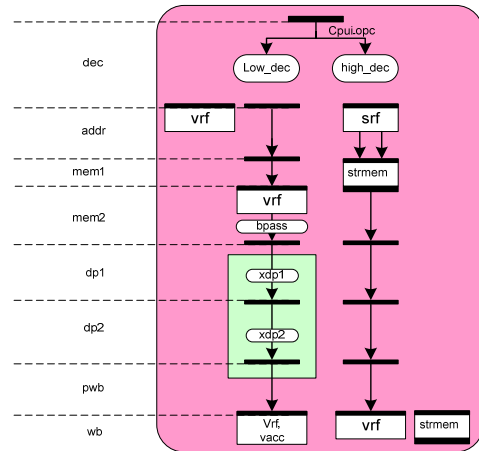 Cpui.opc
dec
Low_dec
high_dec
vrf
srf
addr
mem1
strmem
vrf
mem2
bpass
dp1
xdp1
dp2
xdp2
pwb
Vrf,
vacc
vrf
strmem
wb